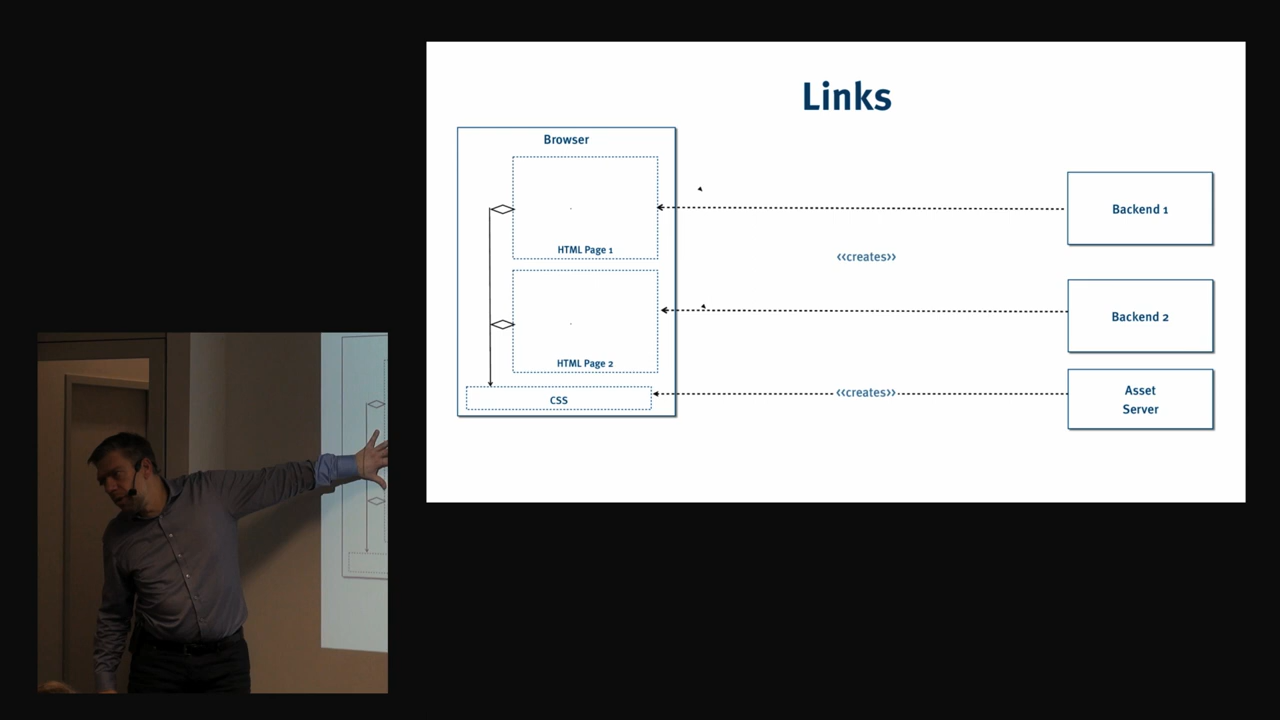 Links
Browser
HTML Page 1
HTML Page 2
CSS
<<creates>>
<<creates>>
Backend 1
Backend 2
Asset
Server